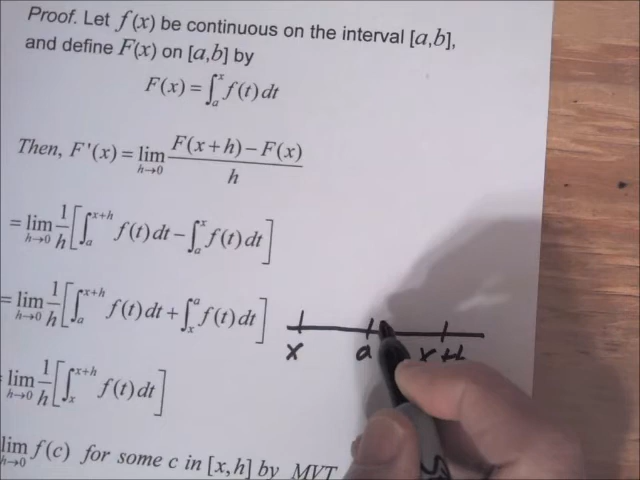 Proof. Let f(x) be continuous on the interval [a,b],
and define F(x) on [a,b] by
F(x) = ∫_a^x f(t) dt
Then, F'(x) = lim_{h→0} (F(x+h) − F(x)) / h
= lim_{h→0} 1/h [∫_a^{x+h} f(t) dt − ∫_a^x f(t) dt]
= lim_{h→0} 1/h [∫_a^{x+h} f(t) dt + ∫_x^a f(t) dt]
x a x+h
lim_{h→0} 1/h [∫_x^{x+h} f(t) dt]
lim_{h→0} f(c) for some c in [x,h] by MVT